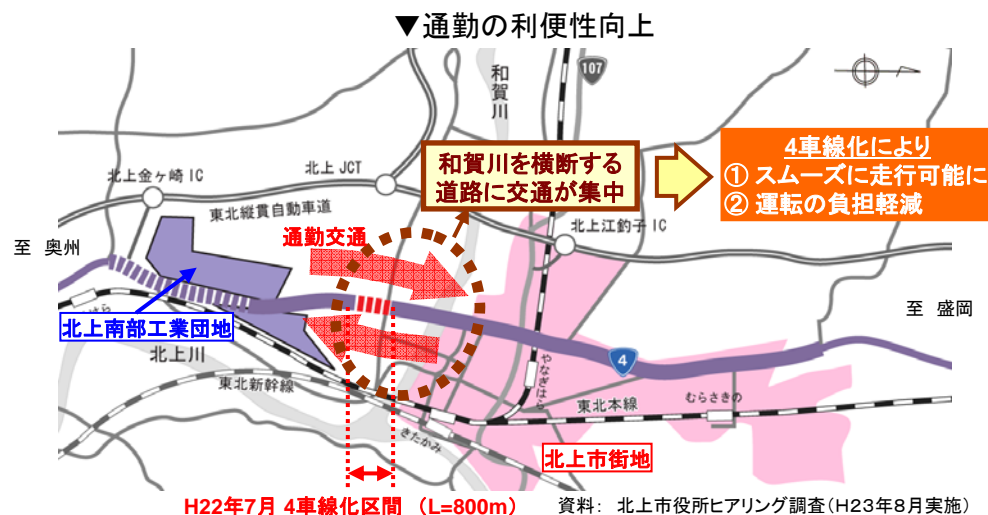 ▼通勤の利便性向上
107
和賀川
和賀川を横断する
道路に交通が集中
4車線化により
① スムーズに走行可能に
② 運転の負担軽減
北上金ヶ崎IC
北上JCT
東北縦貫自動車道
北上江釣子IC
通勤交通
至 奥州
至 盛岡
北上南部工業団地
北上川
4
やなぎはら
東北新幹線
東北本線
むらさきの
きたかみ
北上市街地
H22年7月 4車線化区間 (L=800m)
資料: 北上市役所ヒアリング調査(H23年8月実施)